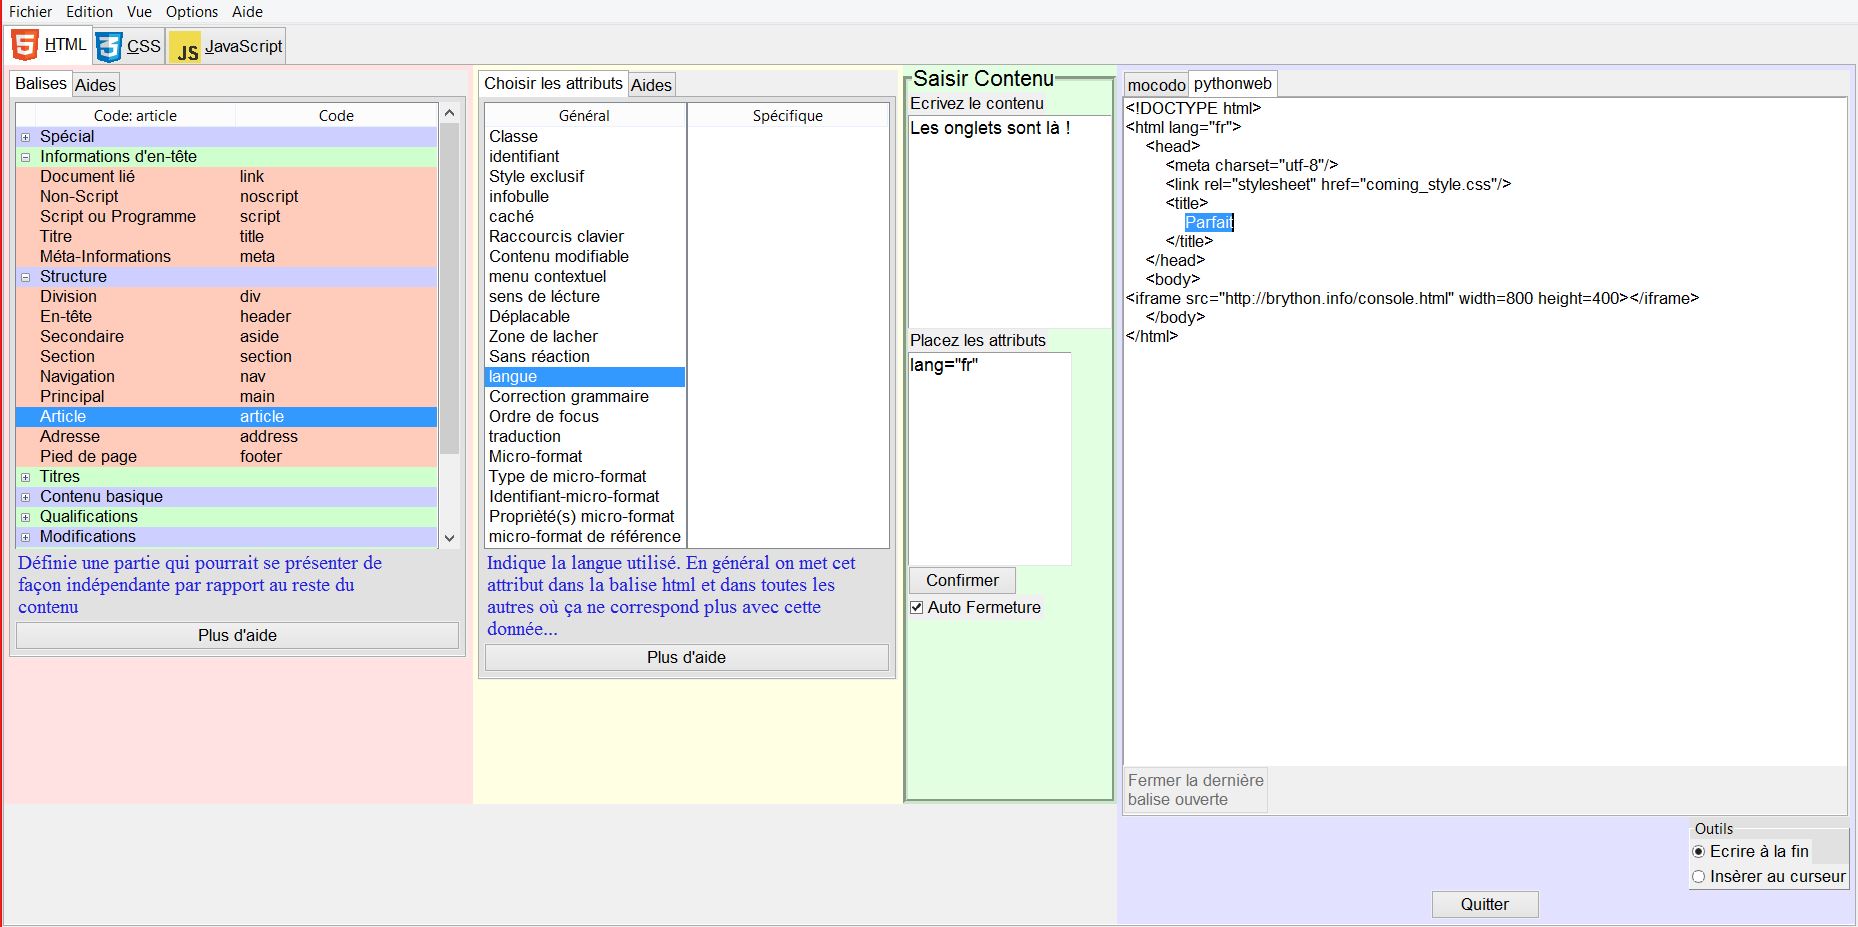 Fichier Edition Vue Options Aide
HTML CSS JS JavaScript
Balises Aides
Code: article Code
Spécial
Informations d'en-tête
Document lié link
Non-Script noscript
Script ou Programme script
Titre title
Méta-Informations meta
Structure
Division div
En-tête header
Secondaire aside
Section section
Navigation nav
Principal main
Article article
Adresse address
Pied de page footer
Titres
Contenu basique
Qualifications
Modifications
Définie une partie qui pourrait se présenter de
façon indépendante par rapport au reste du
contenu
Plus d'aide
Choisir les attributs Aides
Général Spécifique
Classe
identifiant
Style exclusif
infobulle
caché
Raccourcis clavier
Contenu modifiable
menu contextuel
sens de lécture
Déplacable
Zone de lacher
Sans réaction
langue
Correction grammaire
Ordre de focus
traduction
Micro-format
Type de micro-format
Identifiant-micro-format
Proprièté(s) micro-format
micro-format de référence
Indique la langue utilisé. En général on met cet
attribut dans la balise html et dans toutes les
autres où ça ne correspond plus avec cette
donnée...
Plus d'aide
Saisir Contenu
Ecrivez le contenu
Les onglets sont là !
Placez les attributs
lang="fr"
Confirmer
Auto Fermeture
mocodo pythonweb
<!DOCTYPE html>
<html lang="fr">
<head>
<meta charset="utf-8"/>
<link rel="stylesheet" href="coming_style.css"/>
<title>
Parfait
</title>
</head>
<body>
<iframe src="http://brython.info/console.html" width=800 height=400></iframe>
</body>
</html>
Fermer la dernière
balise ouverte
Outils
Ecrire à la fin
Insèrer au curseur
Quitter